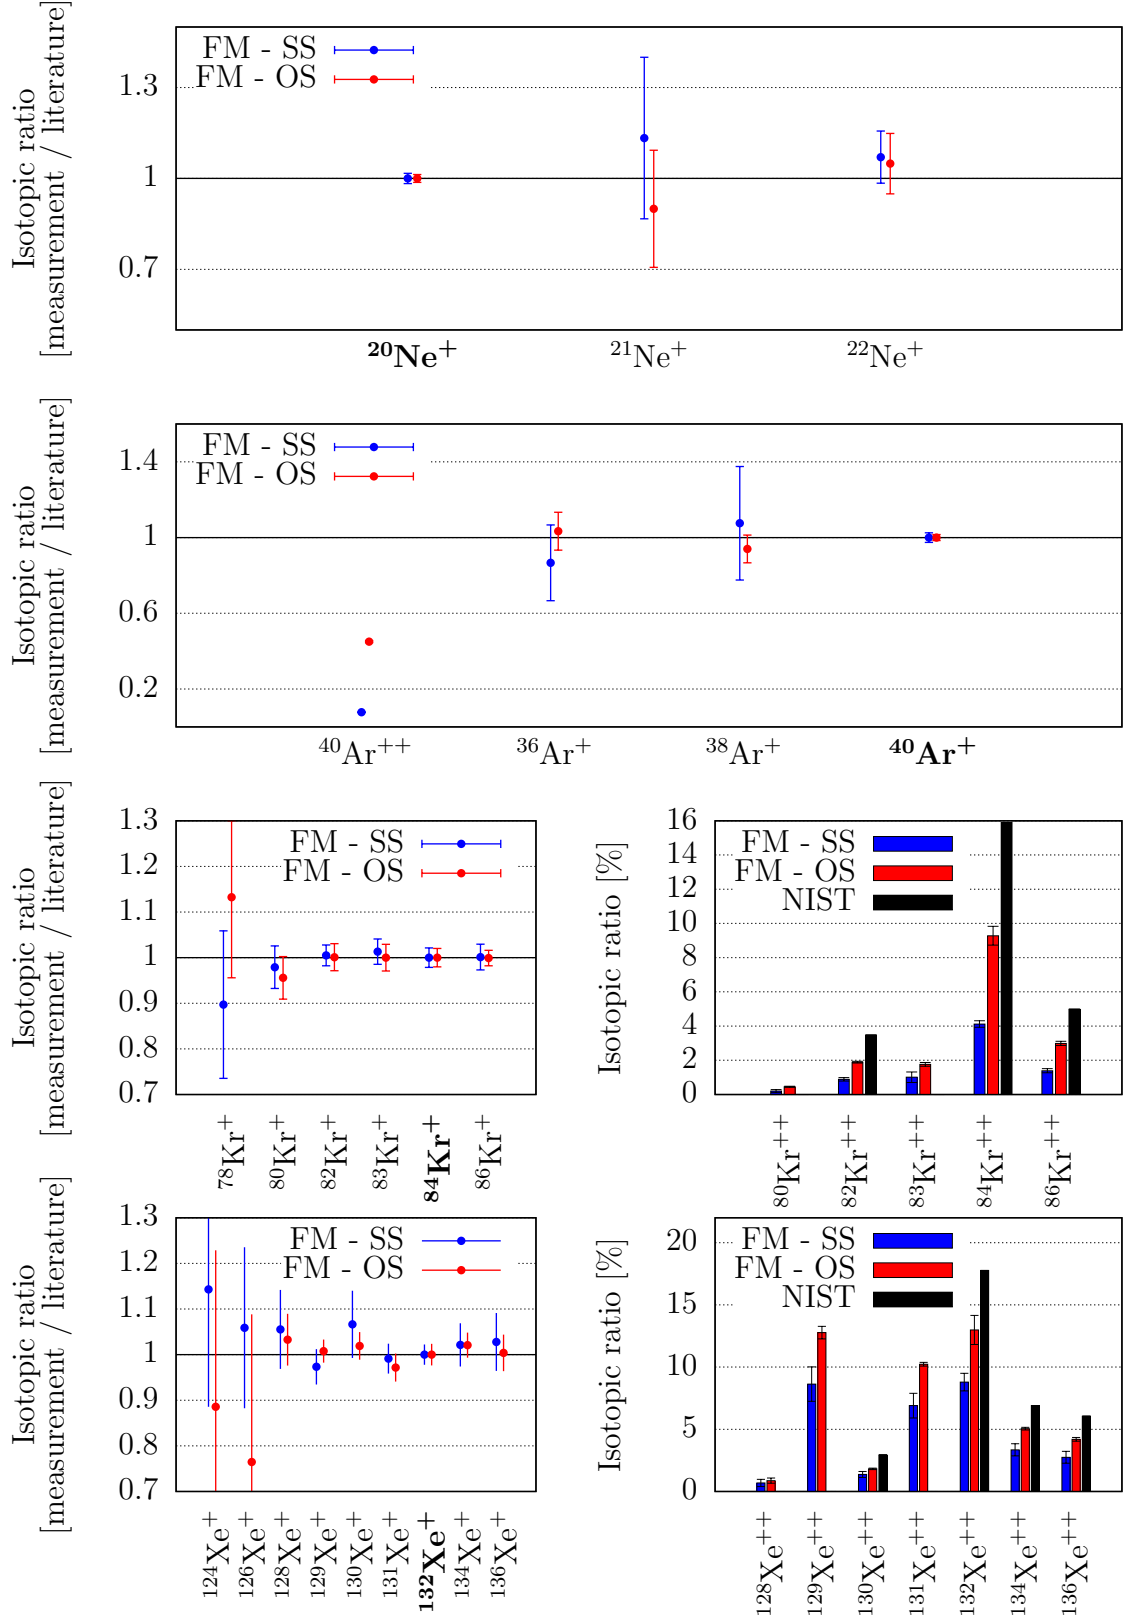 Isotopic ratio
[measurement / literature]
FM - SS
FM - OS
1.3
1
0.7
²⁰Ne⁺ ²¹Ne⁺ ²²Ne⁺
Isotopic ratio
[measurement / literature]
FM - SS
FM - OS
1.4
1
0.6
0.2
⁴⁰Ar⁺⁺ ³⁶Ar⁺ ³⁸Ar⁺ ⁴⁰Ar⁺
Isotopic ratio
[measurement / literature]
FM - SS
FM - OS
1.3
1.2
1.1
1
0.9
0.8
0.7
⁷⁸Kr⁺ ⁸⁰Kr⁺ ⁸²Kr⁺ ⁸³Kr⁺ ⁸⁴Kr⁺ ⁸⁶Kr⁺
Isotopic ratio [%]
FM - SS
FM - OS
NIST
16
14
12
10
8
6
4
2
0
⁸⁰Kr⁺⁺ ⁸²Kr⁺⁺ ⁸³Kr⁺⁺ ⁸⁴Kr⁺⁺ ⁸⁶Kr⁺⁺
Isotopic ratio
[measurement / literature]
FM - SS
FM - OS
1.3
1.2
1.1
1
0.9
0.8
0.7
¹²⁴Xe⁺ ¹²⁶Xe⁺ ¹²⁸Xe⁺ ¹²⁹Xe⁺ ¹³⁰Xe⁺ ¹³¹Xe⁺ ¹³²Xe⁺ ¹³⁴Xe⁺ ¹³⁶Xe⁺
Isotopic ratio [%]
FM - SS
FM - OS
NIST
20
15
10
5
0
¹²⁸Xe⁺⁺ ¹²⁹Xe⁺⁺ ¹³⁰Xe⁺⁺ ¹³¹Xe⁺⁺ ¹³²Xe⁺⁺ ¹³⁴Xe⁺⁺ ¹³⁶Xe⁺⁺